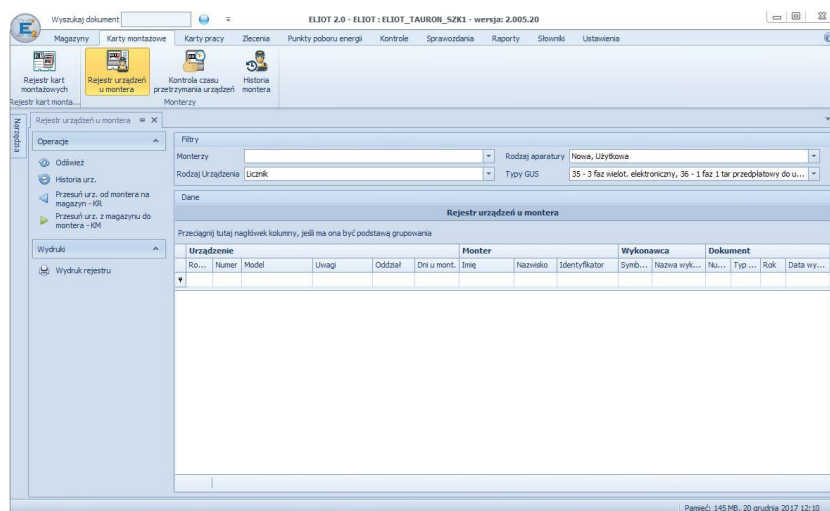 Wyszukaj dokument
ELIOT 2.0 - ELIOT : ELIOT_TAURON_SZK1 - wersja: 2.005.20
Magazyny Karty montażowe Karty pracy Zlecenia Punkty poboru energii Kontrole Sprawozdania Raporty Słowniki Ustawienia
Rejestr kart montażowych
Rejestr urządzeń u montera
Kontrola czasu przetrzymania urządzeń
Historia montera
Rejestr kart monta...
Monterzy
Narzędzia
Rejestr urządzeń u montera
Operacje
Odśwież
Historia urz.
Przesuń urz. od montera na
magazyn - KR
Przesuń urz. z magazynu do
montera - KM
Wydruki
Wydruk rejestru
Filtry
Monterzy Rodzaj aparatury Nowa, Użytkowa
Rodzaj Urządzenia Licznik Typy GUS 35 - 3 faz wielot. elektroniczny, 36 - 1 faz 1 tar przedpłatowy do u...
Dane
Rejestr urządzeń u montera
Przeciągnij tutaj nagłówek kolumny, jeśli ma ona być podstawą grupowania
Urządzenie Monter Wykonawca Dokument
Ro... Numer Model Uwagi Oddział Dni u mont. Imię Nazwisko Identyfikator Symb... Nazwa wyk... Nu... Typ ... Rok Data wy...
Pamięć: 145 MB, 20 grudnia 2017 12:10